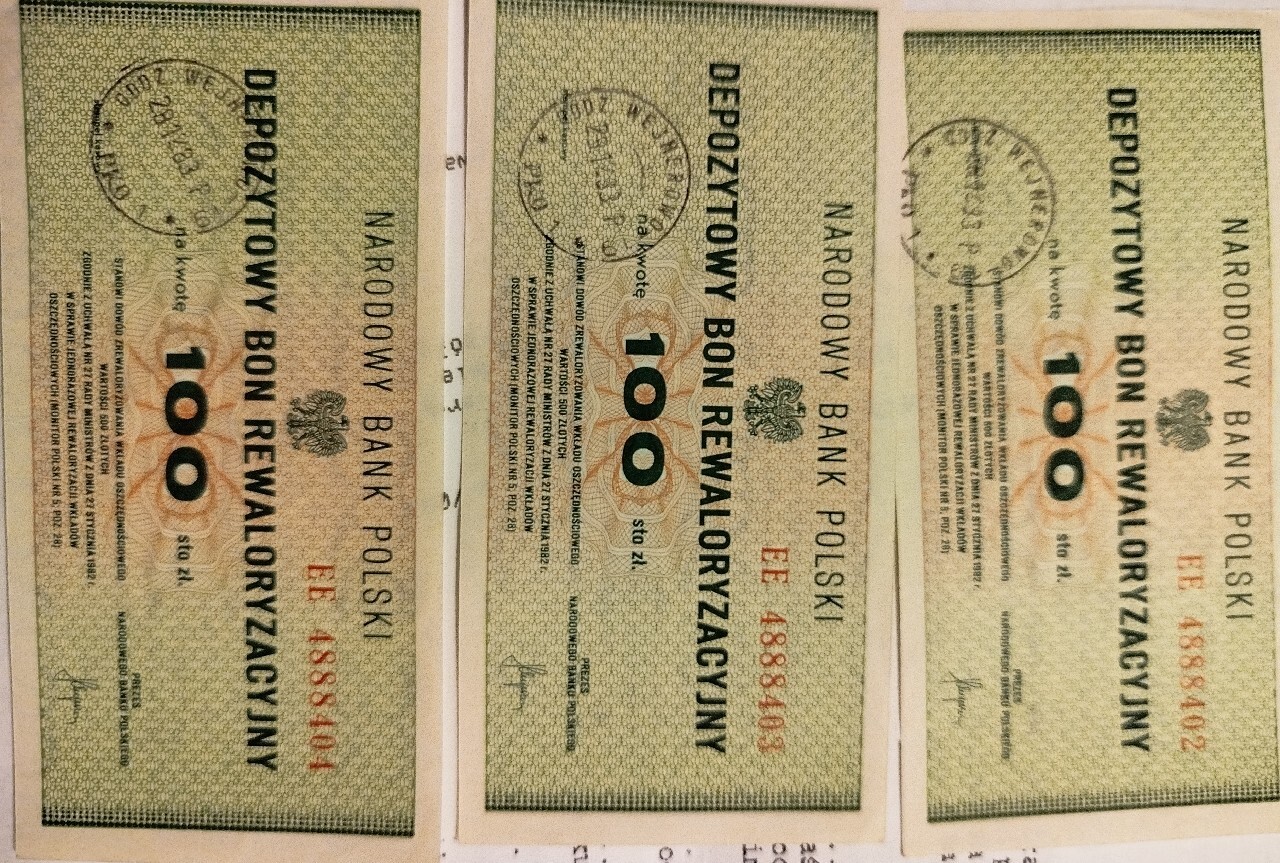 NARODOWY BANK POLSKI
EE 4888404
DEPOZYTOWY BON REWALORYZACYJNY
na kwotę 100 sto zł.
STANOWI DOWÓD ZREWALORYZOWANIA WKŁADU OSZCZĘDNOŚCIOWEGO
WARTOŚCI 500 ZŁOTYCH
ZGODNIE Z UCHWAŁĄ NR 27 RADY MINISTRÓW Z DNIA 27 STYCZNIA 1982 r.
W SPRAWIE JEDNORAZOWEJ REWALORYZACJI WKŁADÓW
OSZCZĘDNOŚCIOWYCH (MONITOR POLSKI NR 5, POZ. 28)
PREZES
NARODOWEGO BANKU POLSKIEGO
PKO
NARODOWY BANK POLSKI
EE 4888403
DEPOZYTOWY BON REWALORYZACYJNY
na kwotę 100 sto zł.
STANOWI DOWÓD ZREWALORYZOWANIA WKŁADU OSZCZĘDNOŚCIOWEGO
WARTOŚCI 500 ZŁOTYCH
ZGODNIE Z UCHWAŁĄ NR 27 RADY MINISTRÓW Z DNIA 27 STYCZNIA 1982 r.
W SPRAWIE JEDNORAZOWEJ REWALORYZACJI WKŁADÓW
OSZCZĘDNOŚCIOWYCH (MONITOR POLSKI NR 5, POZ. 28)
PREZES
NARODOWEGO BANKU POLSKIEGO
ODDZ WEJHEROWO
PKO
NARODOWY BANK POLSKI
EE 4888402
DEPOZYTOWY BON REWALORYZACYJNY
na kwotę 100 sto zł.
STANOWI DOWÓD ZREWALORYZOWANIA WKŁADU OSZCZĘDNOŚCIOWEGO
WARTOŚCI 500 ZŁOTYCH
ZGODNIE Z UCHWAŁĄ NR 27 RADY MINISTRÓW Z DNIA 27 STYCZNIA 1982 r.
W SPRAWIE JEDNORAZOWEJ REWALORYZACJI WKŁADÓW
OSZCZĘDNOŚCIOWYCH (MONITOR POLSKI NR 5, POZ. 28)
PREZES
NARODOWEGO BANKU POLSKIEGO
WEJHEROWO
PKO